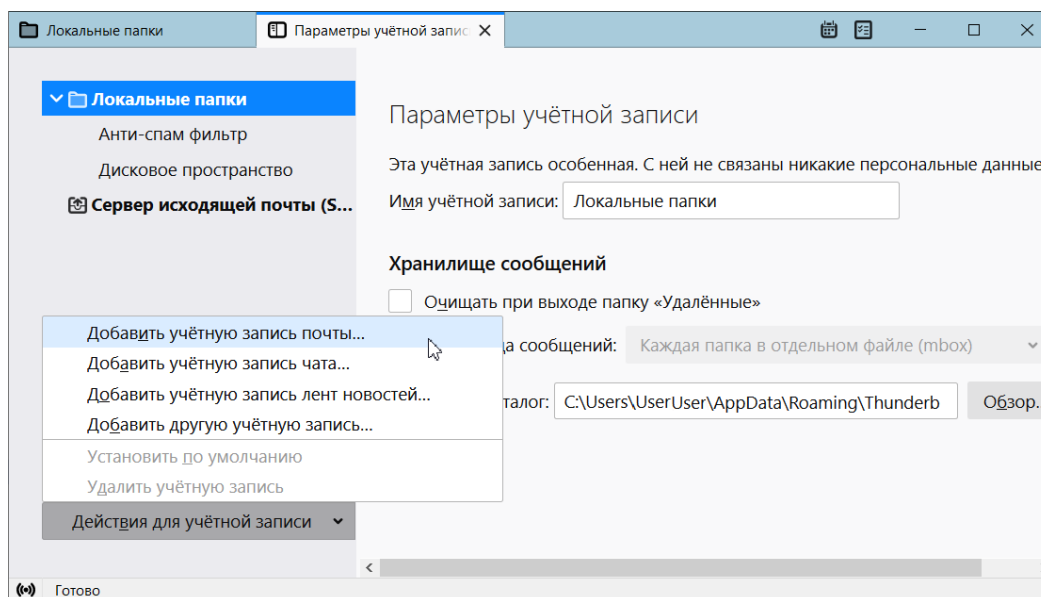 Локальные папки
Параметры учётной запис
Локальные папки
Анти-спам фильтр
Дисковое пространство
Сервер исходящей почты (S...
Параметры учётной записи
Эта учётная запись особенная. С ней не связаны никакие персональные данные
Имя учётной записи: Локальные папки
Хранилище сообщений
Очищать при выходе папку «Удалённые»
да сообщений: Каждая папка в отдельном файле (mbox)
талог: C:\Users\UserUser\AppData\Roaming\Thunderb Обзор..
Добавить учётную запись почты...
Добавить учётную запись чата...
Добавить учётную запись лент новостей...
Добавить другую учётную запись...
Установить по умолчанию
Удалить учётную запись
Действия для учётной записи
Готово